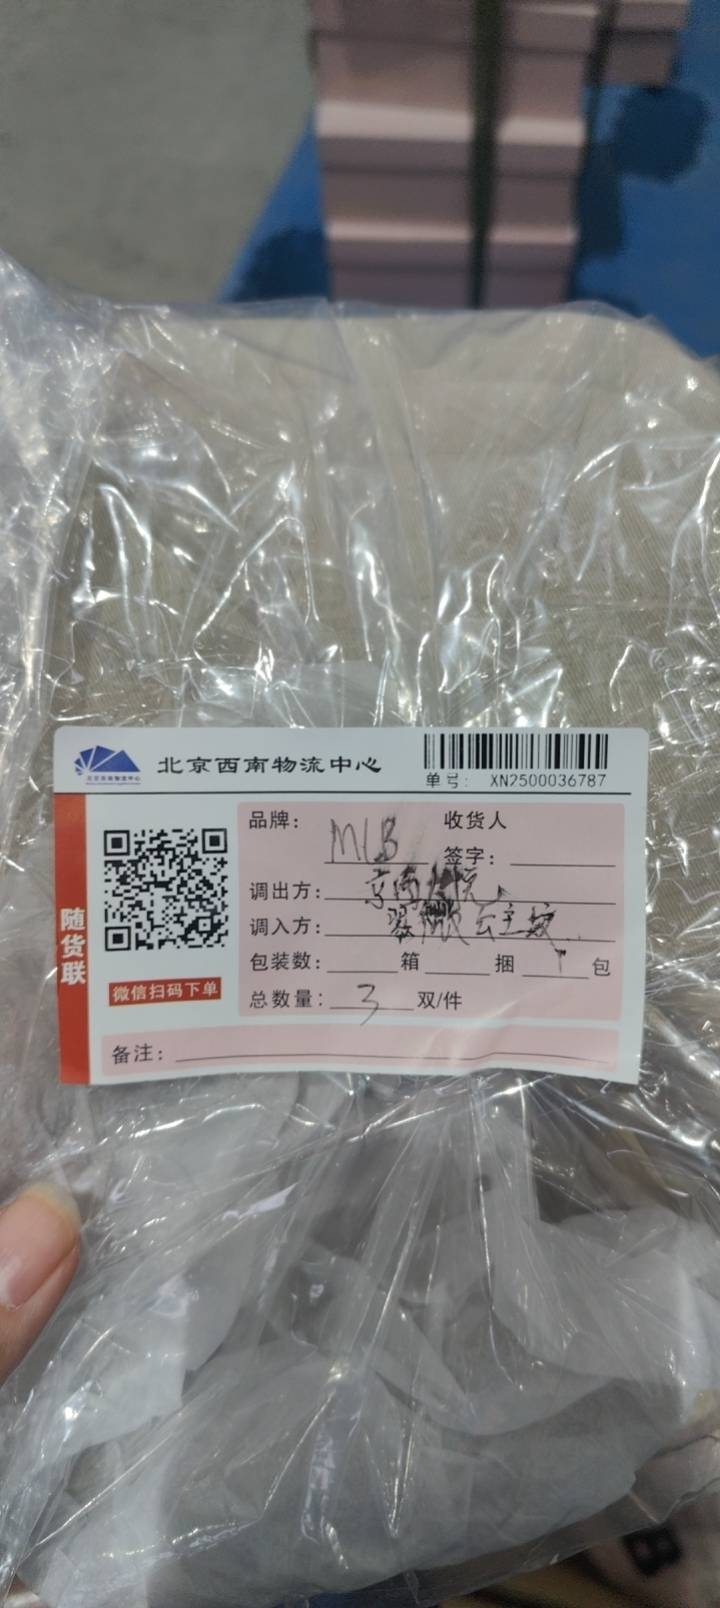 北京西南物流中心
单号: XN2500036787
随货联
微信扫码下单
品牌: MLB
收货人
签字:
调出方:
调入方:
包装数: 箱 捆 1 包
总数量: 3 双/件
备注:
B